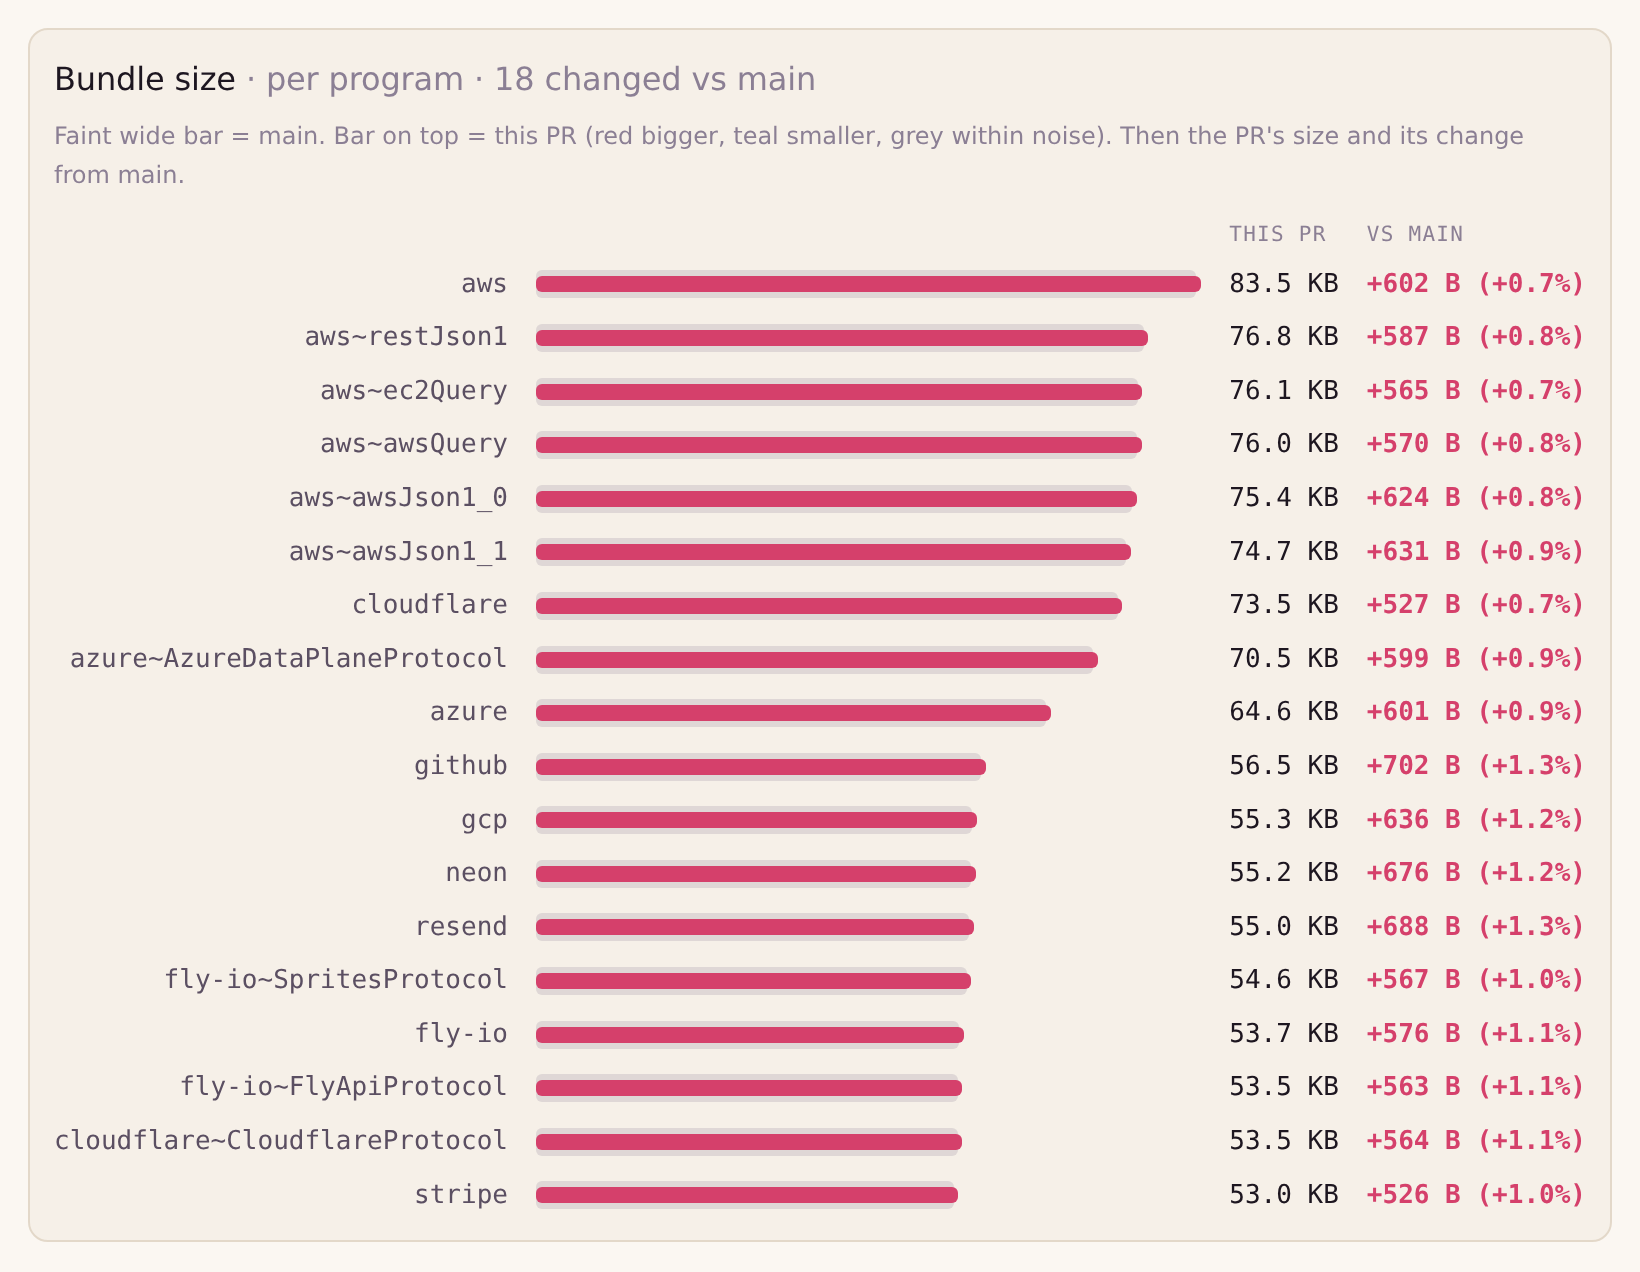 Bundle size · per program · 18 changed vs main
Faint wide bar = main. Bar on top = this PR (red bigger, teal smaller, grey within noise). Then the PR's size and its change
from main.
THIS PR VS MAIN
aws 83.5 KB +602 B (+0.7%)
aws~restJson1 76.8 KB +587 B (+0.8%)
aws~ec2Query 76.1 KB +565 B (+0.7%)
aws~awsQuery 76.0 KB +570 B (+0.8%)
aws~awsJson1_0 75.4 KB +624 B (+0.8%)
aws~awsJson1_1 74.7 KB +631 B (+0.9%)
cloudflare 73.5 KB +527 B (+0.7%)
azure~AzureDataPlaneProtocol 70.5 KB +599 B (+0.9%)
azure 64.6 KB +601 B (+0.9%)
github 56.5 KB +702 B (+1.3%)
gcp 55.3 KB +636 B (+1.2%)
neon 55.2 KB +676 B (+1.2%)
resend 55.0 KB +688 B (+1.3%)
fly-io~SpritesProtocol 54.6 KB +567 B (+1.0%)
fly-io 53.7 KB +576 B (+1.1%)
fly-io~FlyApiProtocol 53.5 KB +563 B (+1.1%)
cloudflare~CloudflareProtocol 53.5 KB +564 B (+1.1%)
stripe 53.0 KB +526 B (+1.0%)